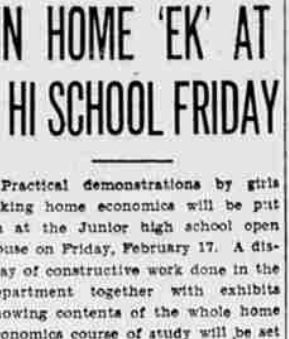 N HOME 'EK' AT
HI SCHOOL FRIDAY
Practical demonstrations by girls
king home economics will be put
n at the Junior high school open
ouse on Friday, February 17. A dis-
ay of constructive work done in the
epartment together with exhibits
howing contents of the whole home
onomics course of study will be set